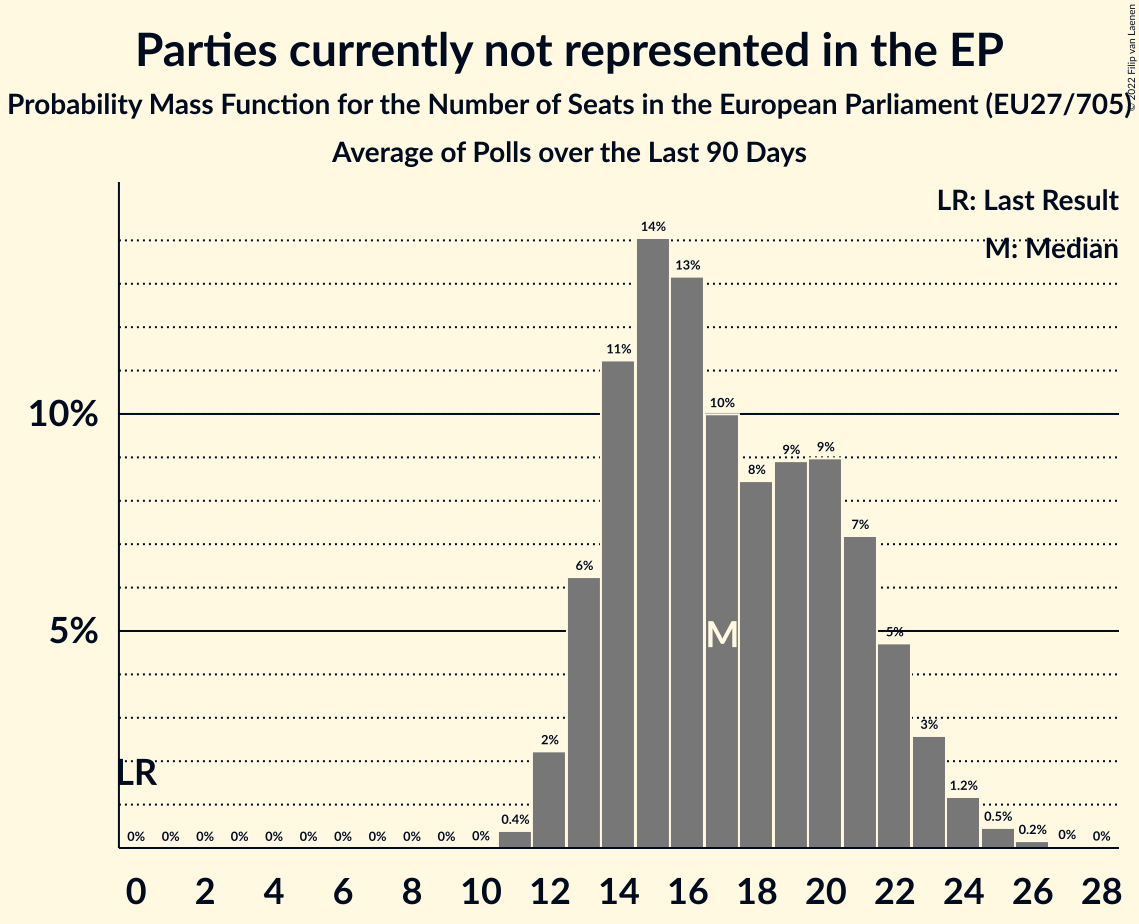 Parties currently not represented in the EP
© 2022 Filip van Laenen
Probability Mass Function for the Number of Seats in the European Parliament (EU27/705)
Average of Polls over the Last 90 Days
LR: Last Result
M: Median
14%
13%
11%
10%
10%
9%
9%
8%
7%
6%
5%
5%
M
3%
2%
LR
1.2%
0.4%
0.5%
0.2%
0% 0% 0% 0% 0% 0% 0% 0% 0% 0% 0% 0% 0%
0 2 4 6 8 10 12 14 16 18 20 22 24 26 28